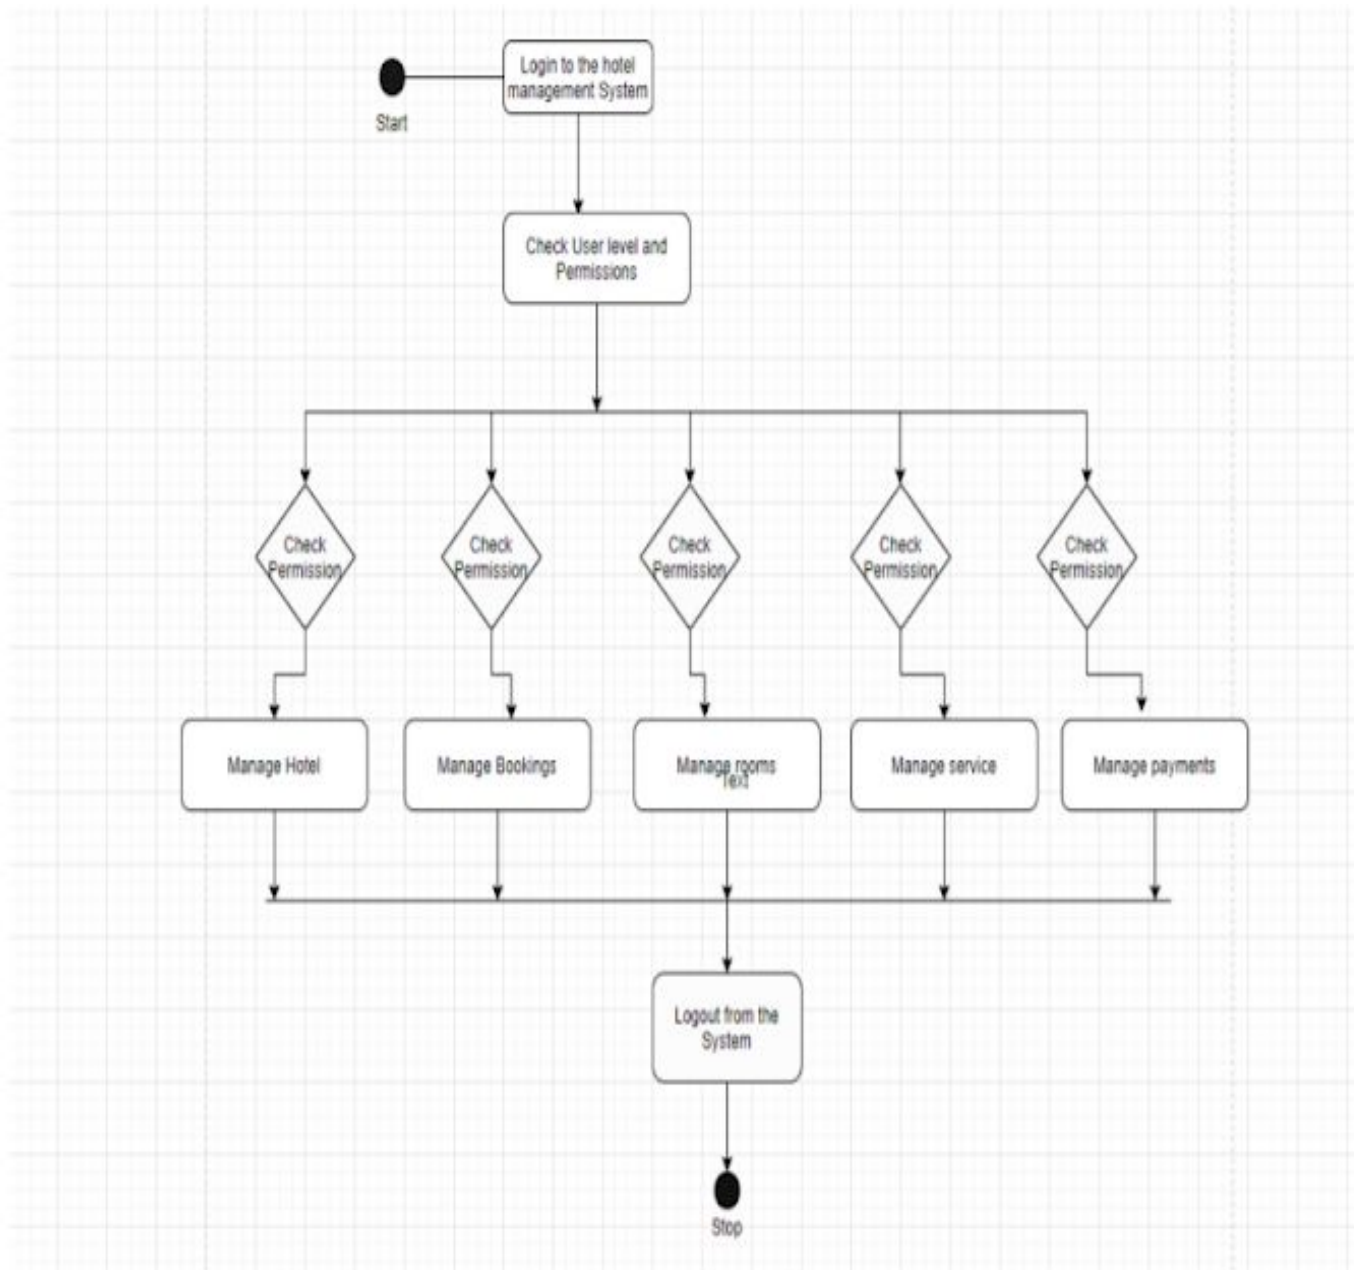 Login to the hotel
management System
Start
Check User level and
Permissions
Check
Permission
Check
Permission
Check
Permission
Check
Permission
Check
Permission
Manage Hotel
Manage Bookings
Manage rooms
Text
Manage service
Manage payments
Logout from the
System
Stop